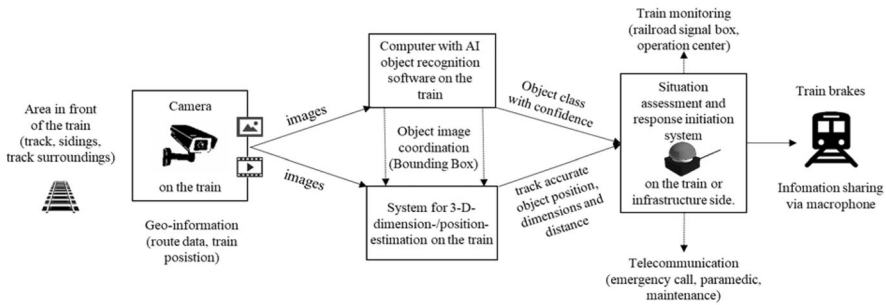 Area in front
of the train
(track, sidings,
track surroundings)
Camera
on the train
Geo-information
(route data, train
posistion)
images
images
Computer with AI
object recognition
software on the
train
Object image
coordination
(Bounding Box)
System for 3-D-
dimension-/position-
estimation on the train
Object class
with confidence
track accurate
object position,
dimensions and
distance
Train monitoring
(railroad signal box,
operation center)
Situation
assessment and
response initiation
system
on the train or
infrastructure side.
Telecommunication
(emergency call, paramedic,
maintenance)
Train brakes
Infomation sharing
via macrophone